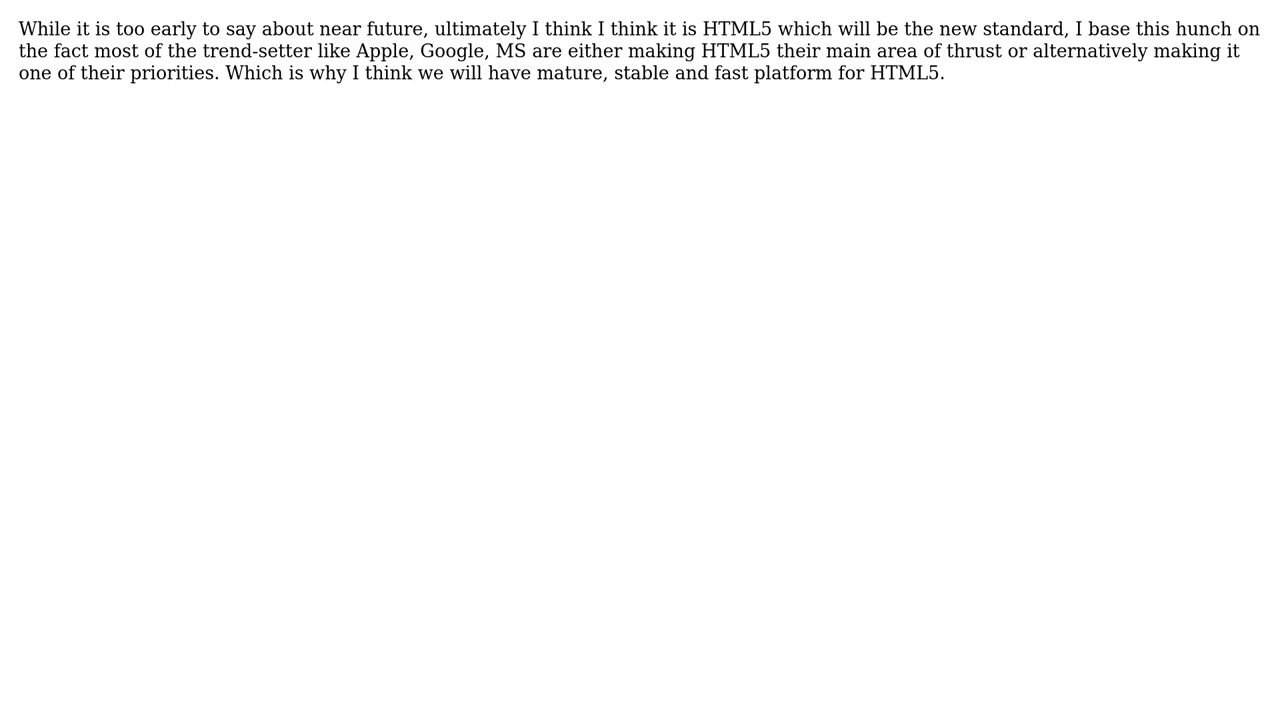 While it is too early to say about near future, ultimately I think I think it is HTML5 which will be the new standard, I base this hunch on
the fact most of the trend-setter like Apple, Google, MS are either making HTML5 their main area of thrust or alternatively making it
one of their priorities. Which is why I think we will have mature, stable and fast platform for HTML5.